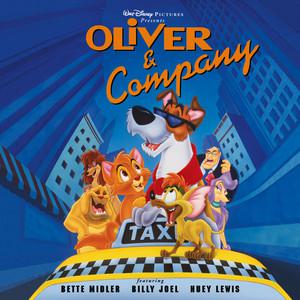 WALT DISNEY PICTURES
Presents
OLIVER
& Company
TAXI
featuring
BETTE MIDLER BILLY JOEL HUEY LEWIS